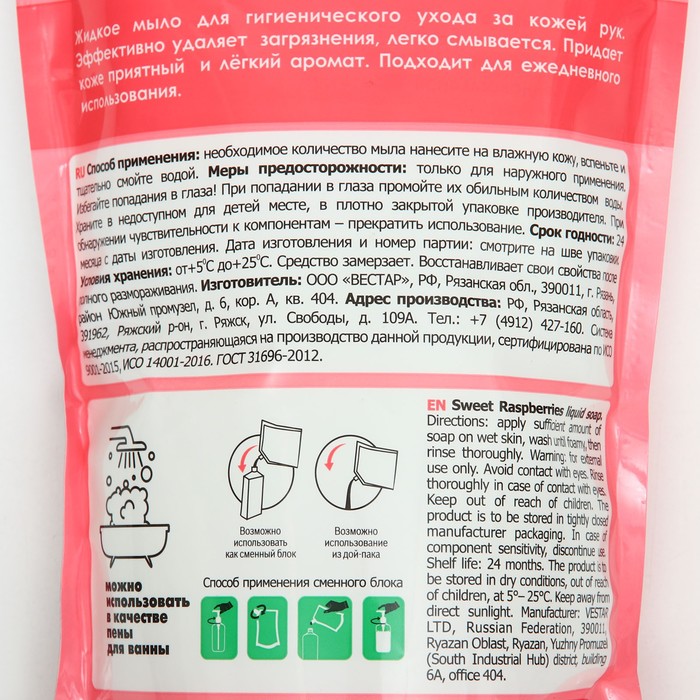 Жидкое мыло для гигиенического ухода за кожей рук.
Эффективно удаляет загрязнения, легко смывается. Придает
коже приятный и лёгкий аромат. Подходит для ежедневного
использования.
RU Способ применения: необходимое количество мыла нанесите на влажную кожу, вспеньте и
тщательно смойте водой. Меры предосторожности: только для наружного применения.
Избегайте попадания в глаза! При попадании в глаза промойте их обильным количеством воды.
Храните в недоступном для детей месте, в плотно закрытой упаковке производителя. При
обнаружении чувствительности к компонентам – прекратить использование. Срок годности: 24
месяца с даты изготовления. Дата изготовления и номер партии: смотрите на шве упаковки.
Условия хранения: от+5°С до+25°С. Средство замерзает. Восстанавливает свои свойства после
полного размораживания. Изготовитель: ООО «ВЕСТАР», РФ, Рязанская обл., 390011, г. Рязань,
район Южный промузел, д. 6, кор. А, кв. 404. Адрес производства: РФ, Рязанская область,
391962, Ряжский р-он, г. Ряжск, ул. Свободы, д. 109А. Тел.: +7 (4912) 427-160. Система
менеджмента, распространяющаяся на производство данной продукции, сертифицирована по ИСО
9001-2015, ИСО 14001-2016. ГОСТ 31696-2012.
можно
использовать
в качестве
пены
для ванны
Возможно
использовать
как сменный блок
Возможно
использование
из дой-пака
Способ применения сменного блока
EN Sweet Raspberries liquid soap.
Directions: apply sufficient amount of
soap on wet skin, wash until foamy, then
rinse thoroughly. Warning: for external
use only. Avoid contact with eyes. Rinse
thoroughly in case of contact with eyes.
Keep out of reach of children. The
product is to be stored in tightly closed
manufacturer packaging. In case of
component sensitivity, discontinue use.
Shelf life: 24 months. The product is to
be stored in dry conditions, out of reach
of children, at 5°– 25°C. Keep away from
direct sunlight. Manufacturer: VESTAR
LTD, Russian Federation, 390011,
Ryazan Oblast, Ryazan, Yuzhny Promuzel
(South Industrial Hub) district, building
6A, office 404.